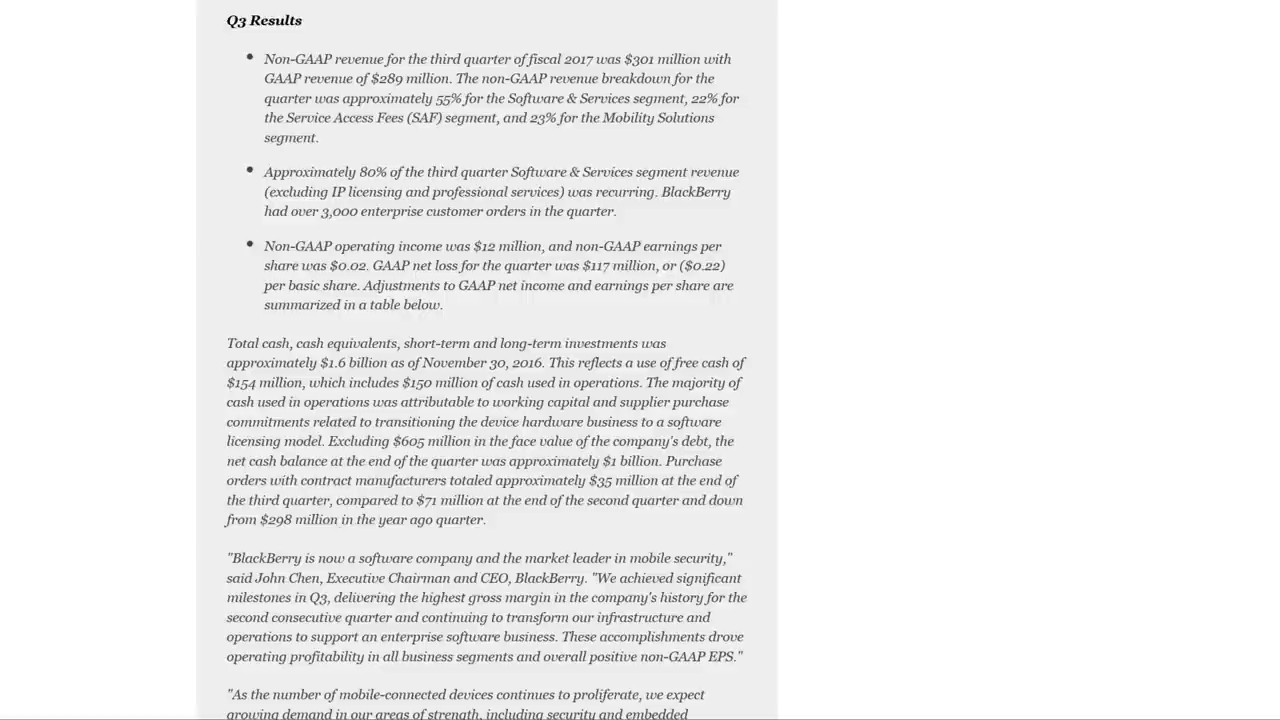 Q3 Results
• Non-GAAP revenue for the third quarter of fiscal 2017 was $301 million with
GAAP revenue of $289 million. The non-GAAP revenue breakdown for the
quarter was approximately 55% for the Software & Services segment, 22% for
the Service Access Fees (SAF) segment, and 23% for the Mobility Solutions
segment.
• Approximately 80% of the third quarter Software & Services segment revenue
(excluding IP licensing and professional services) was recurring. BlackBerry
had over 3,000 enterprise customer orders in the quarter.
• Non-GAAP operating income was $12 million, and non-GAAP earnings per
share was $0.02. GAAP net loss for the quarter was $117 million, or ($0.22)
per basic share. Adjustments to GAAP net income and earnings per share are
summarized in a table below.
Total cash, cash equivalents, short-term and long-term investments was
approximately $1.6 billion as of November 30, 2016. This reflects a use of free cash of
$154 million, which includes $150 million of cash used in operations. The majority of
cash used in operations was attributable to working capital and supplier purchase
commitments related to transitioning the device hardware business to a software
licensing model. Excluding $605 million in the face value of the company's debt, the
net cash balance at the end of the quarter was approximately $1 billion. Purchase
orders with contract manufacturers totaled approximately $35 million at the end of
the third quarter, compared to $71 million at the end of the second quarter and down
from $298 million in the year ago quarter.
"BlackBerry is now a software company and the market leader in mobile security,"
said John Chen, Executive Chairman and CEO, BlackBerry. "We achieved significant
milestones in Q3, delivering the highest gross margin in the company's history for the
second consecutive quarter and continuing to transform our infrastructure and
operations to support an enterprise software business. These accomplishments drove
operating profitability in all business segments and overall positive non-GAAP EPS."
"As the number of mobile-connected devices continues to proliferate, we expect
growing demand in our areas of strength, including security and embedded